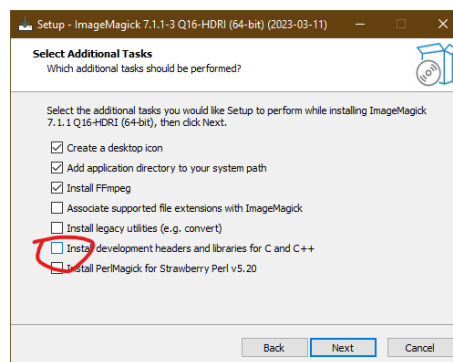 Setup - ImageMagick 7.1.1-3 Q16-HDRI (64-bit) (2023-03-11)
Select Additional Tasks
Which additional tasks should be performed?
Select the additional tasks you would like Setup to perform while installing ImageMagick
7.1.1 Q16-HDRI (64-bit), then click Next.
Create a desktop icon
Add application directory to your system path
Install FFmpeg
Associate supported file extensions with ImageMagick
Install legacy utilities (e.g. convert)
Install development headers and libraries for C and C++
Install PerlMagick for Strawberry Perl v5.20
Back Next Cancel